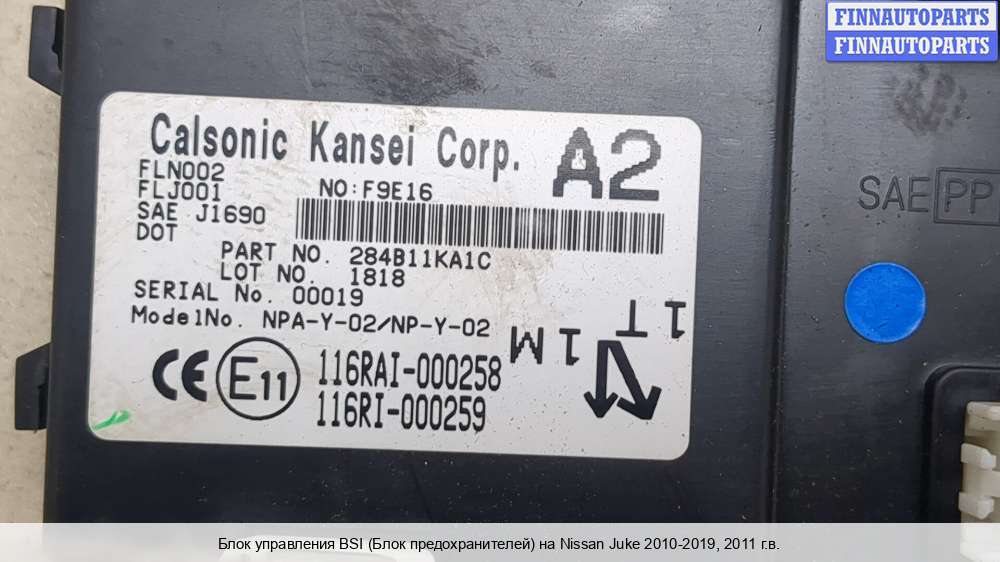 FINNAUTOPARTS
FINNAUTOPARTS
Calsonic Kansei Corp. A2
FLN002
FLJ001 NO:F9E16
SAE J1690
DOT
PART NO. 284B11KA1C
LOT NO. 1818
SERIAL No. 00019
ModelNo. NPA-Y-02/NP-Y-02
1T
1M
CE E11 116RAI-000258
116RI-000259
SAE PP
Блок управления BSI (Блок предохранителей) на Nissan Juke 2010-2019, 2011 г.в.